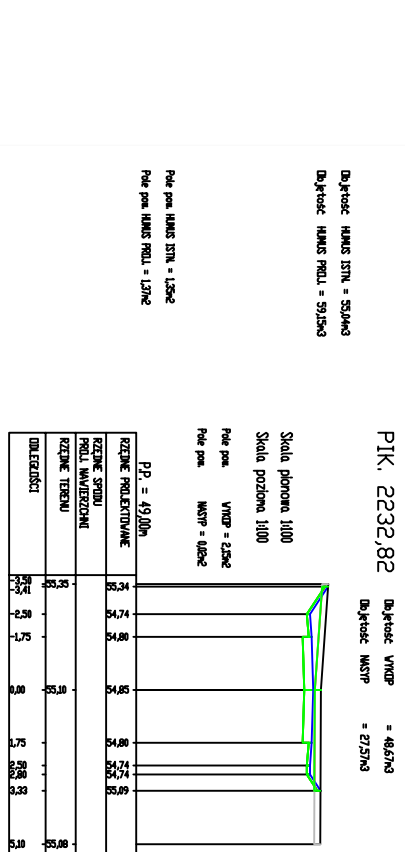 PIK. 2232,82
Objetość WYKOP = 48,67m3
Objetość NASYP = 27,57m3
Objetość HUMUS ISTN. = 55,04m3
Objetość HUMUS PROJ. = 59,15m3
Skala pionowa 1:100
Skala pozioma 1:100
Pole pow. WYKOP = 2,15m2
Pole pow. NASYP = 0,02m2
Pole pow. HUMUS ISTN. = 1,35m2
Pole pow. HUMUS PROJ. = 1,37m2
P.P. = 49,00m
RZĘDNE PROJEKTOWANE
55,34 54,74 54,80 54,85 54,80 54,74 54,74 55,09
RZĘDNE SPODU
PROJ. NAWIERZCHNI
RZĘDNE TERENU
55,35 55,10 55,08
ODLEGŁOŚCI
-3,50 -3,41 -2,50 -1,75 0,00 1,75 2,50 2,80 3,33 5,10